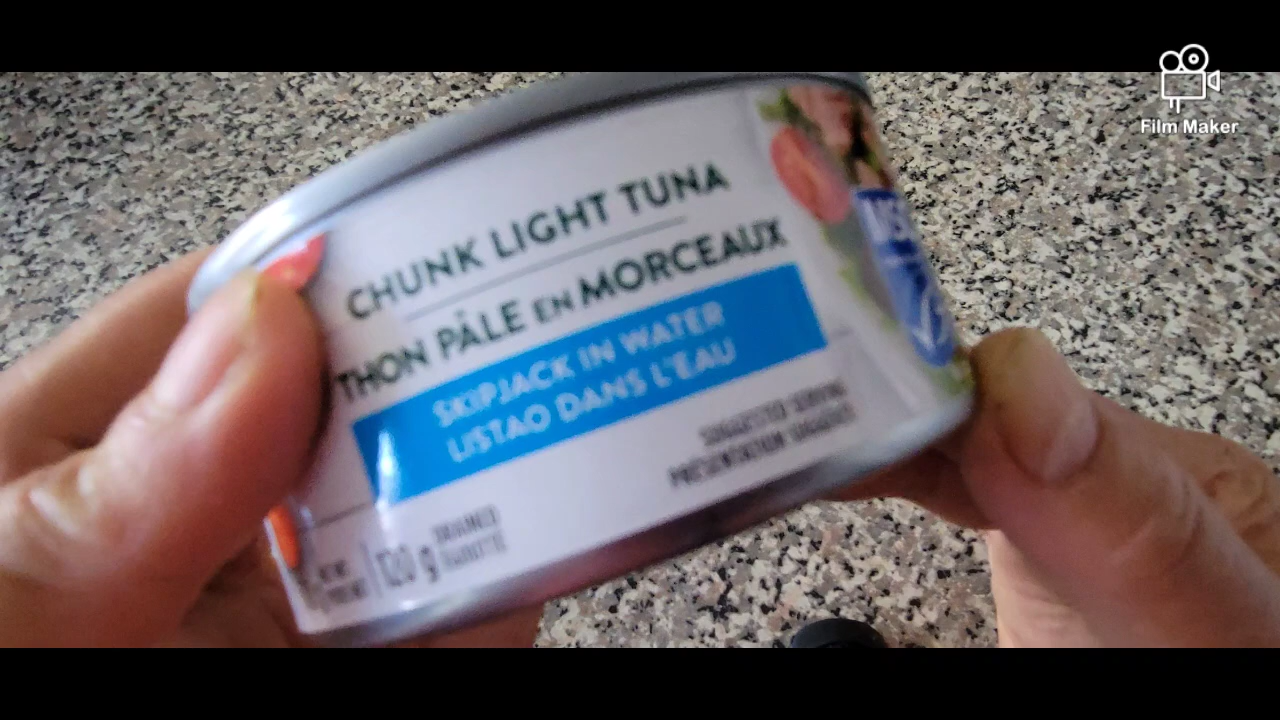 Film Maker
CHUNK LIGHT TUNA
THON PÂLE EN MORCEAUX
SKIPJACK IN WATER
LISTAO DANS L'EAU
SUGGESTED SERVING
PRÉSENTATION SUGGÉRÉE
120 g
DRAINED
ÉGOUTTÉ
MSC